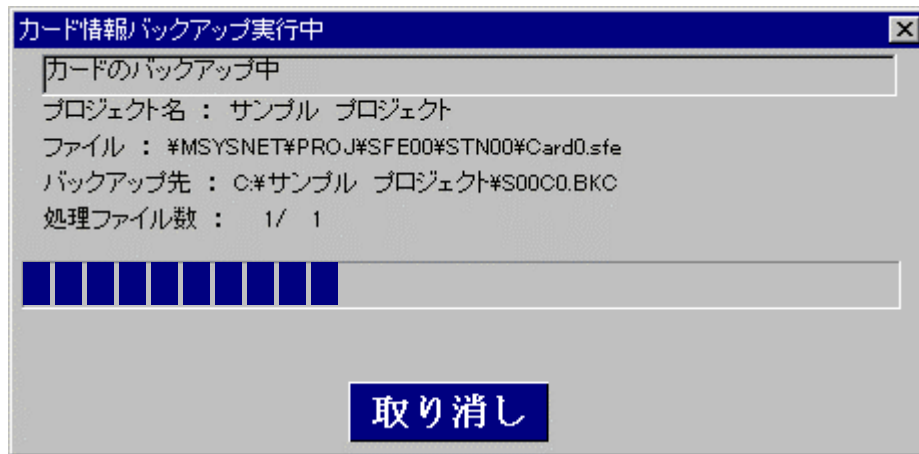 カード情報バックアップ実行中
カードのバックアップ中
プロジェクト名 : サンプル プロジェクト
ファイル : ¥MSYSNET¥PROJ¥SFE00¥STN00¥Card0.sfe
バックアップ先 : C:¥サンプル プロジェクト¥S00C0.BKC
処理ファイル数 : 1/ 1
取り消し